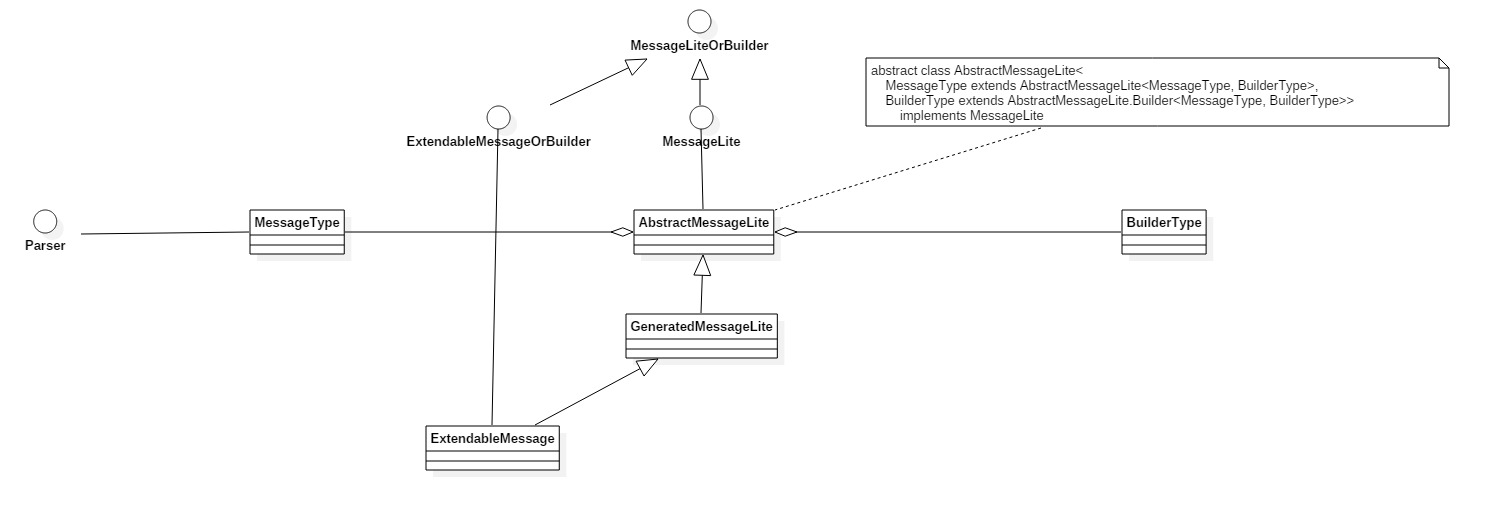 MessageLiteOrBuilder
abstract class AbstractMessageLite<
MessageType extends AbstractMessageLite<MessageType, BuilderType>,
BuilderType extends AbstractMessageLite.Builder<MessageType, BuilderType>>
implements MessageLite
ExtendableMessageOrBuilder
MessageLite
Parser
MessageType
AbstractMessageLite
BuilderType
GeneratedMessageLite
ExtendableMessage